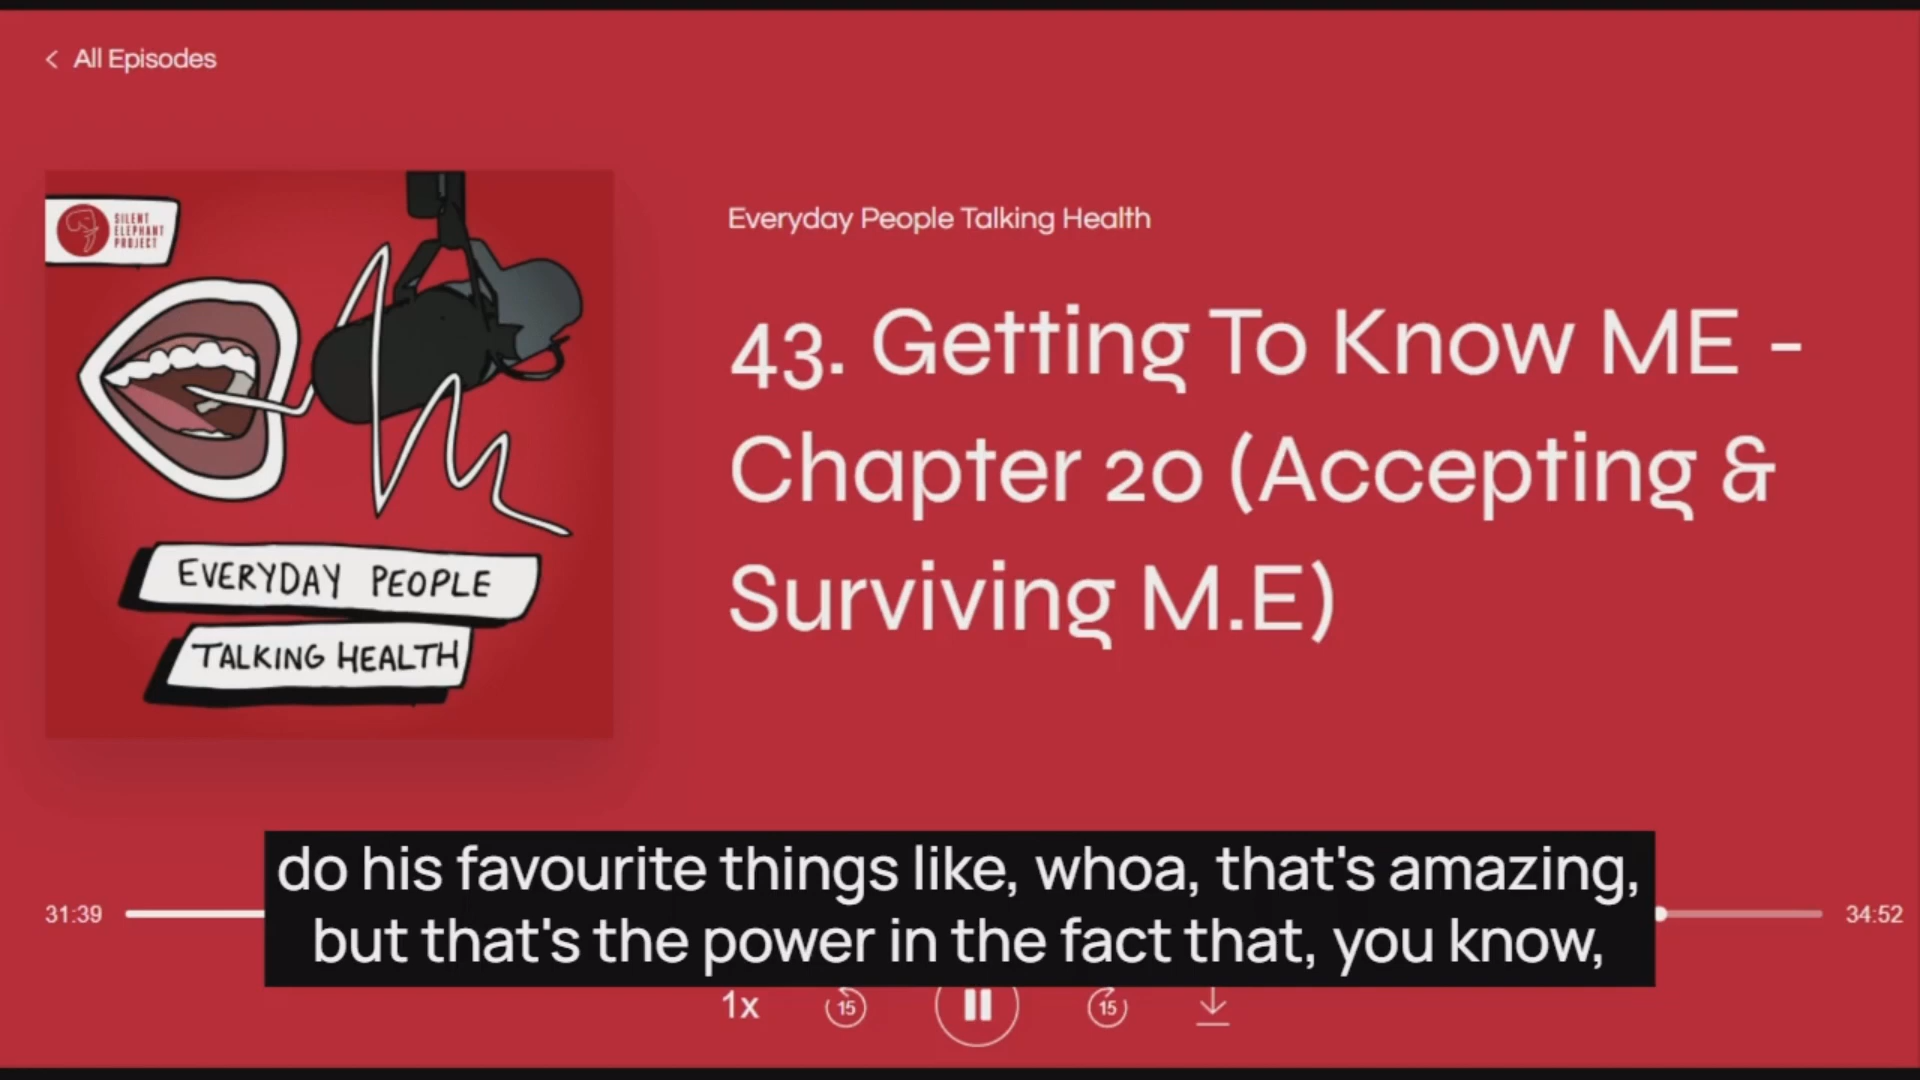 All Episodes
SILENT
ELEPHANT
PROJECT
EVERYDAY PEOPLE
TALKING HEALTH
Everyday People Talking Health
43. Getting To Know ME -
Chapter 20 (Accepting &
Surviving M.E)
do his favourite things like, whoa, that's amazing,
but that's the power in the fact that, you know,
31:39
34:52
1x
15
15